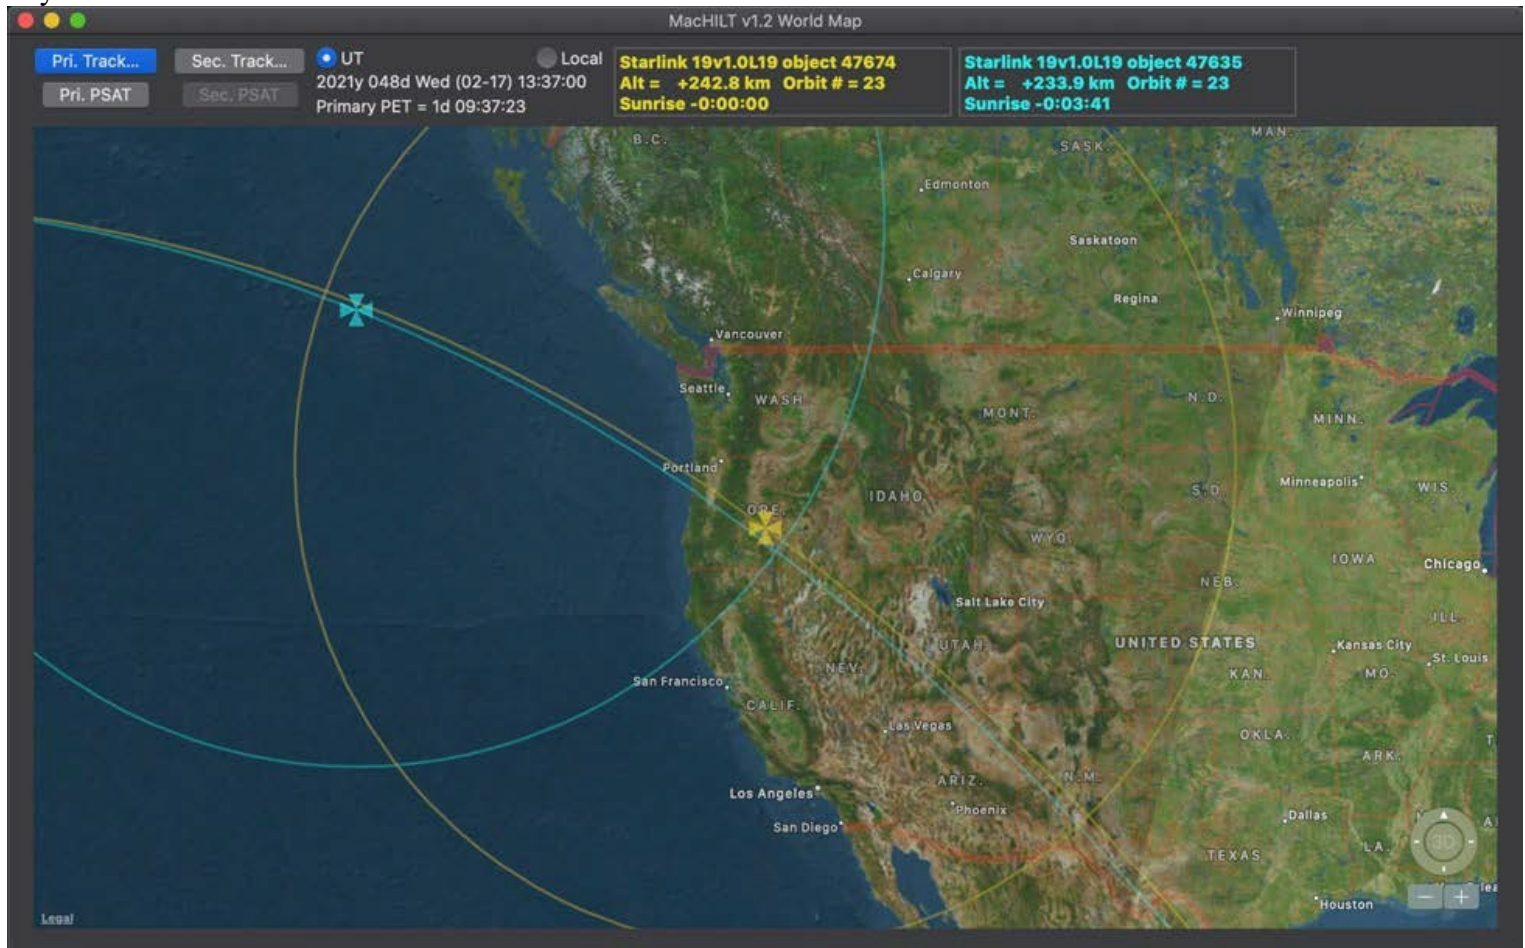 MacHILT v1.2 World Map
Pri. Track...
Sec. Track...
UT
Local
Pri. PSAT
Sec. PSAT
2021y 048d Wed (02-17) 13:37:00
Primary PET = 1d 09:37:23
Starlink 19v1.0L19 object 47674
Alt = +242.8 km Orbit # = 23
Sunrise -0:00:00
Starlink 19v1.0L19 object 47635
Alt = +233.9 km Orbit # = 23
Sunrise -0:03:41
B.C.
MAN.
SASK.
Edmonton
Saskatoon
Calgary
Regina
Winnipeg
Vancouver
Seattle
WASH.
MONT.
N.D.
MINN.
Portland
ORE.
IDAHO
S.D.
Minneapolis
WIS.
WYO.
IOWA
Chicago
NEB.
Salt Lake City
ILL.
UTAH
UNITED STATES
Kansas City
St. Louis
NEV.
KAN.
MO.
San Francisco
CALIF.
Las Vegas
OKLA.
ARK.
T
Los Angeles
ARIZ.
N.M.
Phoenix
San Diego
Dallas
3D
TEXAS
LA.
Houston
Legal